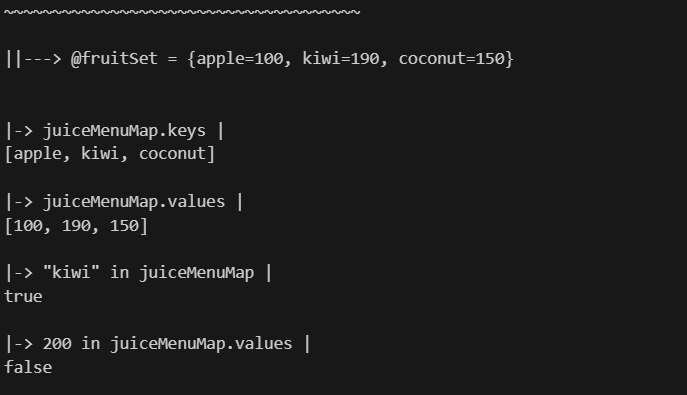 ~~~~~~~~~~~~~~~~~~~~~~~~~~~~~~~~~~~~~
||---> @fruitSet = {apple=100, kiwi=190, coconut=150}
|-> juiceMenuMap.keys |
[apple, kiwi, coconut]
|-> juiceMenuMap.values |
[100, 190, 150]
|-> "kiwi" in juiceMenuMap |
true
|-> 200 in juiceMenuMap.values |
false